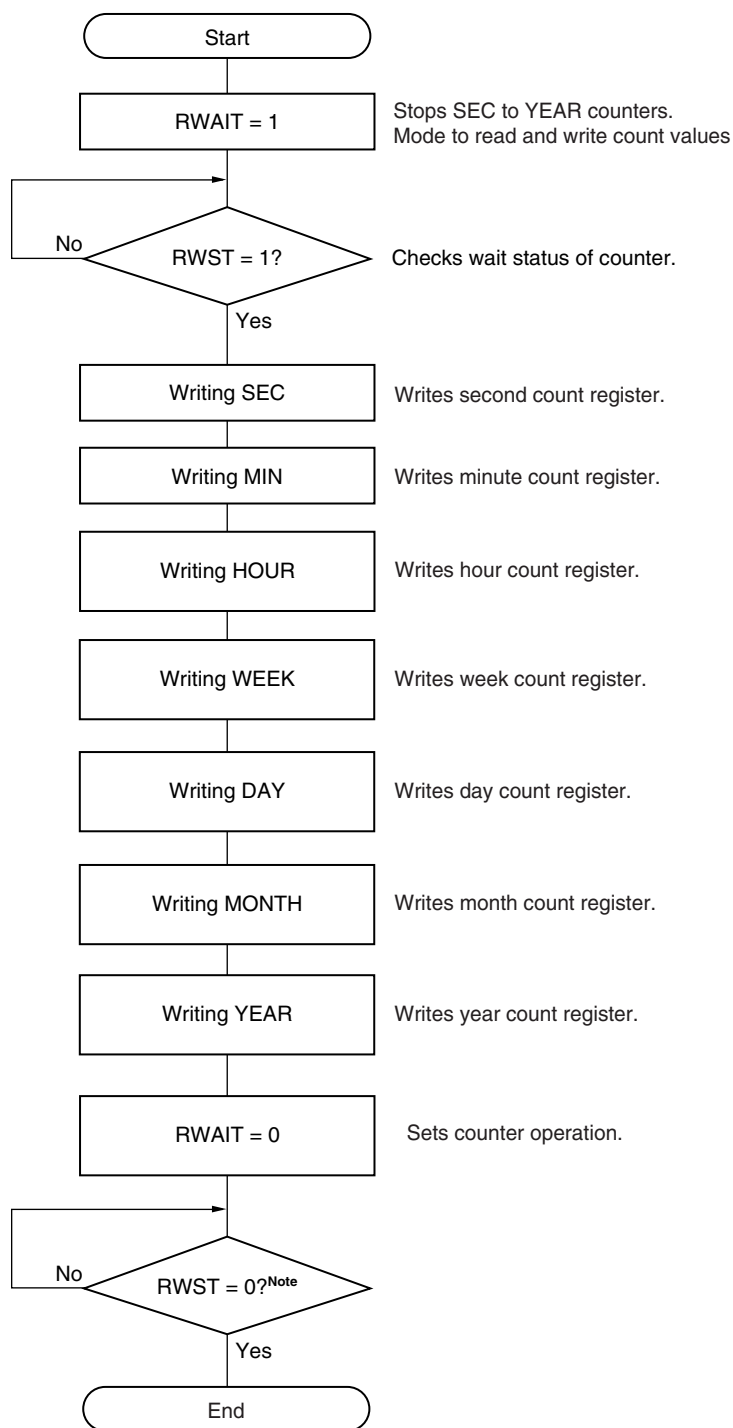 Start
RWAIT = 1
Stops SEC to YEAR counters.
Mode to read and write count values
No
RWST = 1?
Checks wait status of counter.
Yes
Writing SEC
Writes second count register.
Writing MIN
Writes minute count register.
Writing HOUR
Writes hour count register.
Writing WEEK
Writes week count register.
Writing DAY
Writes day count register.
Writing MONTH
Writes month count register.
Writing YEAR
Writes year count register.
RWAIT = 0
Sets counter operation.
No
RWST = 0?Note
Yes
End